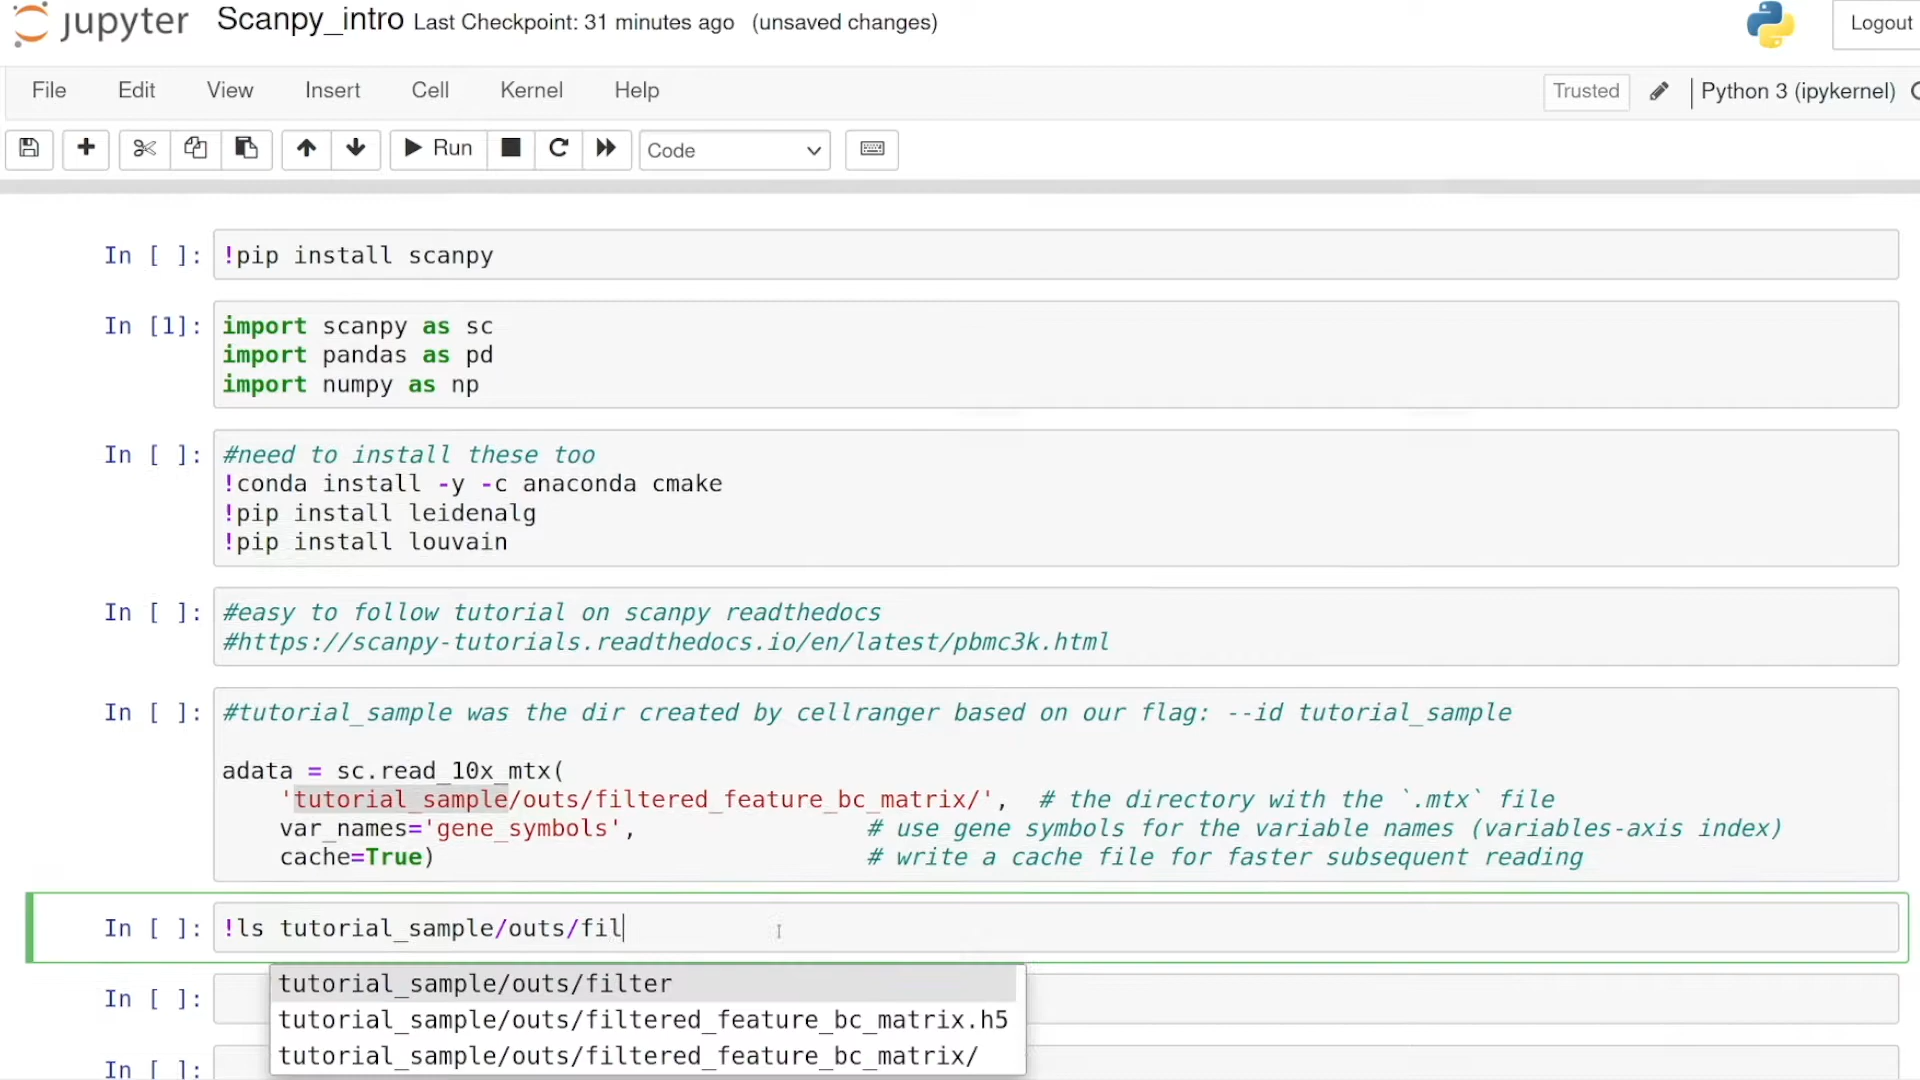 jupyter Scanpy_intro Last Checkpoint: 31 minutes ago (unsaved changes) Logout
File Edit View Insert Cell Kernel Help Trusted Python 3 (ipykernel)
Run Code
In [ ]: !pip install scanpy
In [1]: import scanpy as sc
import pandas as pd
import numpy as np
In [ ]: #need to install these too
!conda install -y -c anaconda cmake
!pip install leidenalg
!pip install louvain
In [ ]: #easy to follow tutorial on scanpy readthedocs
#https://scanpy-tutorials.readthedocs.io/en/latest/pbmc3k.html
In [ ]: #tutorial_sample was the dir created by cellranger based on our flag: --id tutorial_sample
adata = sc.read_10x_mtx(
'tutorial_sample/outs/filtered_feature_bc_matrix/', # the directory with the `.mtx` file
var_names='gene_symbols', # use gene symbols for the variable names (variables-axis index)
cache=True) # write a cache file for faster subsequent reading
In [ ]: !ls tutorial_sample/outs/fil
tutorial_sample/outs/filter
In [ ]:
tutorial_sample/outs/filtered_feature_bc_matrix.h5
tutorial_sample/outs/filtered_feature_bc_matrix/
In [ ]: